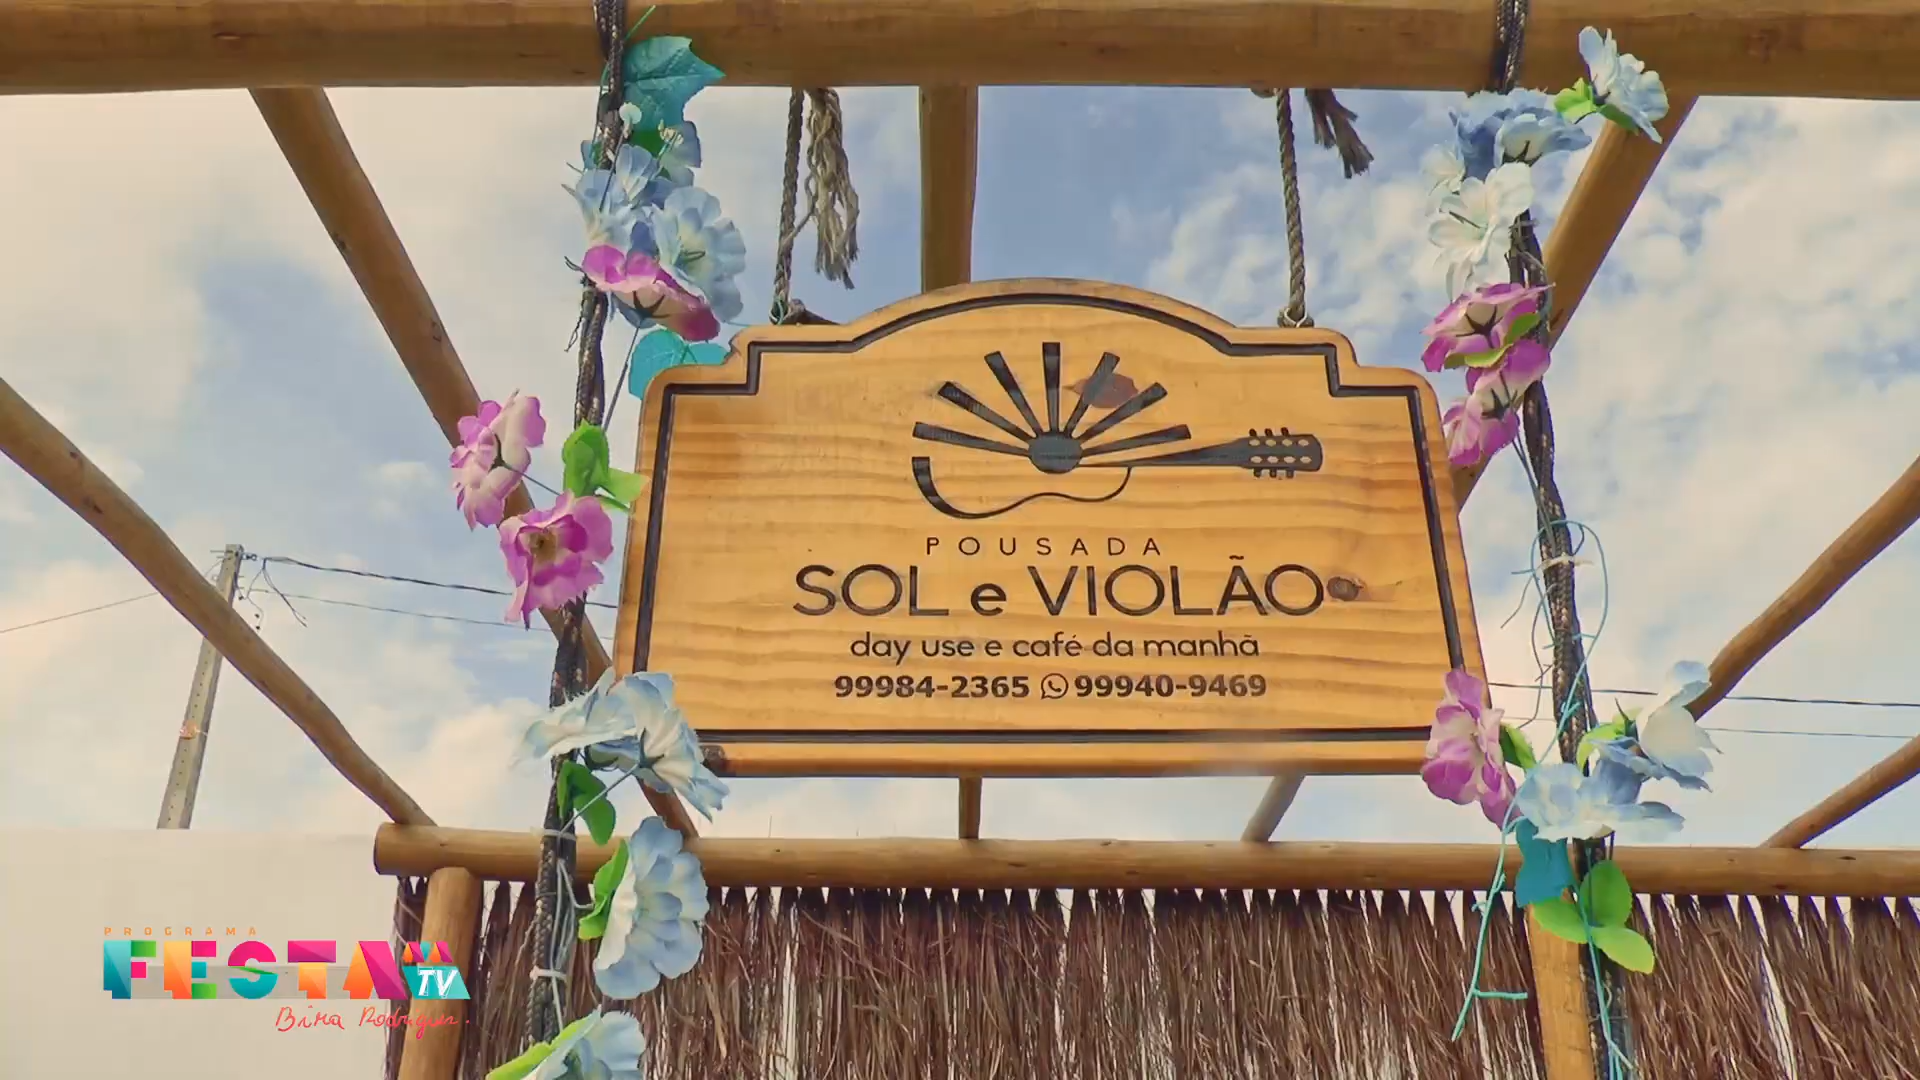 POUSADA
SOL e VIOLÃO
day use e café da manhã
99984-2365 99940-9469
PROGRAMA
FESTA
TV